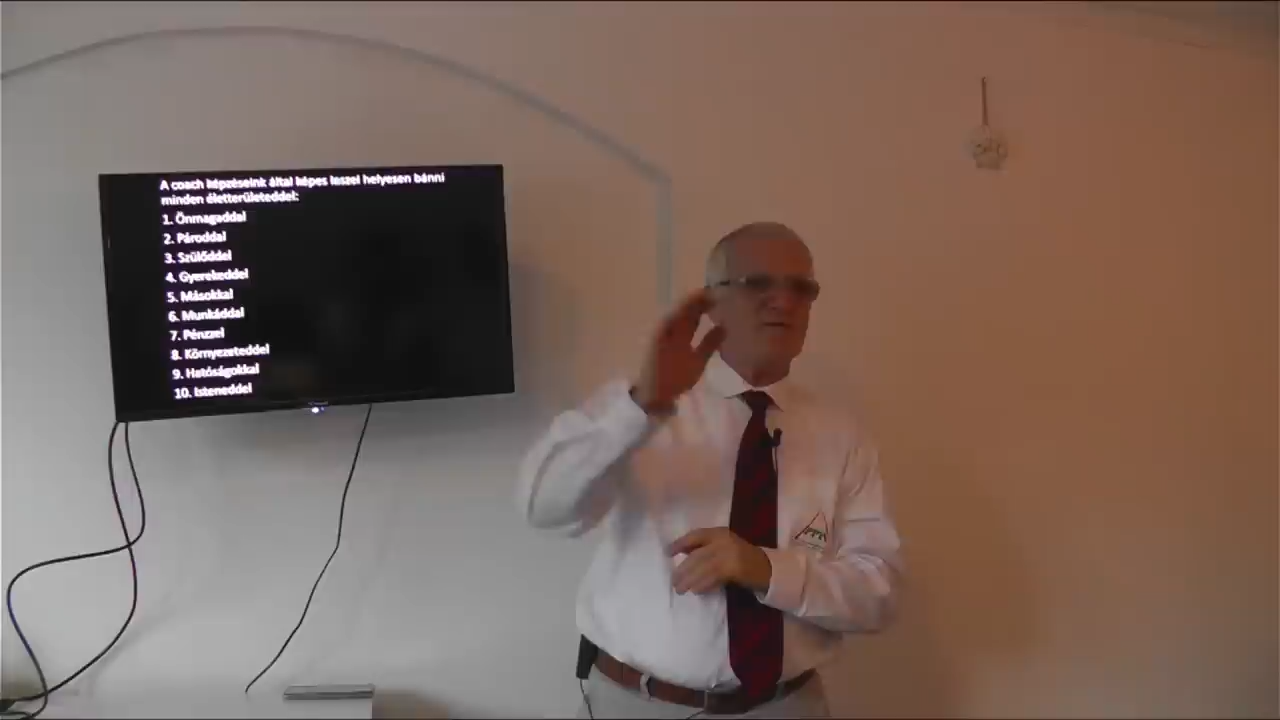 A coach képzéseink által képes leszel helyesen bánni
minden életterületeddel:
1. Önmagaddal
2. Pároddal
3. Szülőddel
4. Gyerekeddel
5. Másokkal
6. Munkáddal
7. Pénzzel
8. Környezeteddel
9. Hatóságokkal
10. Isteneddel